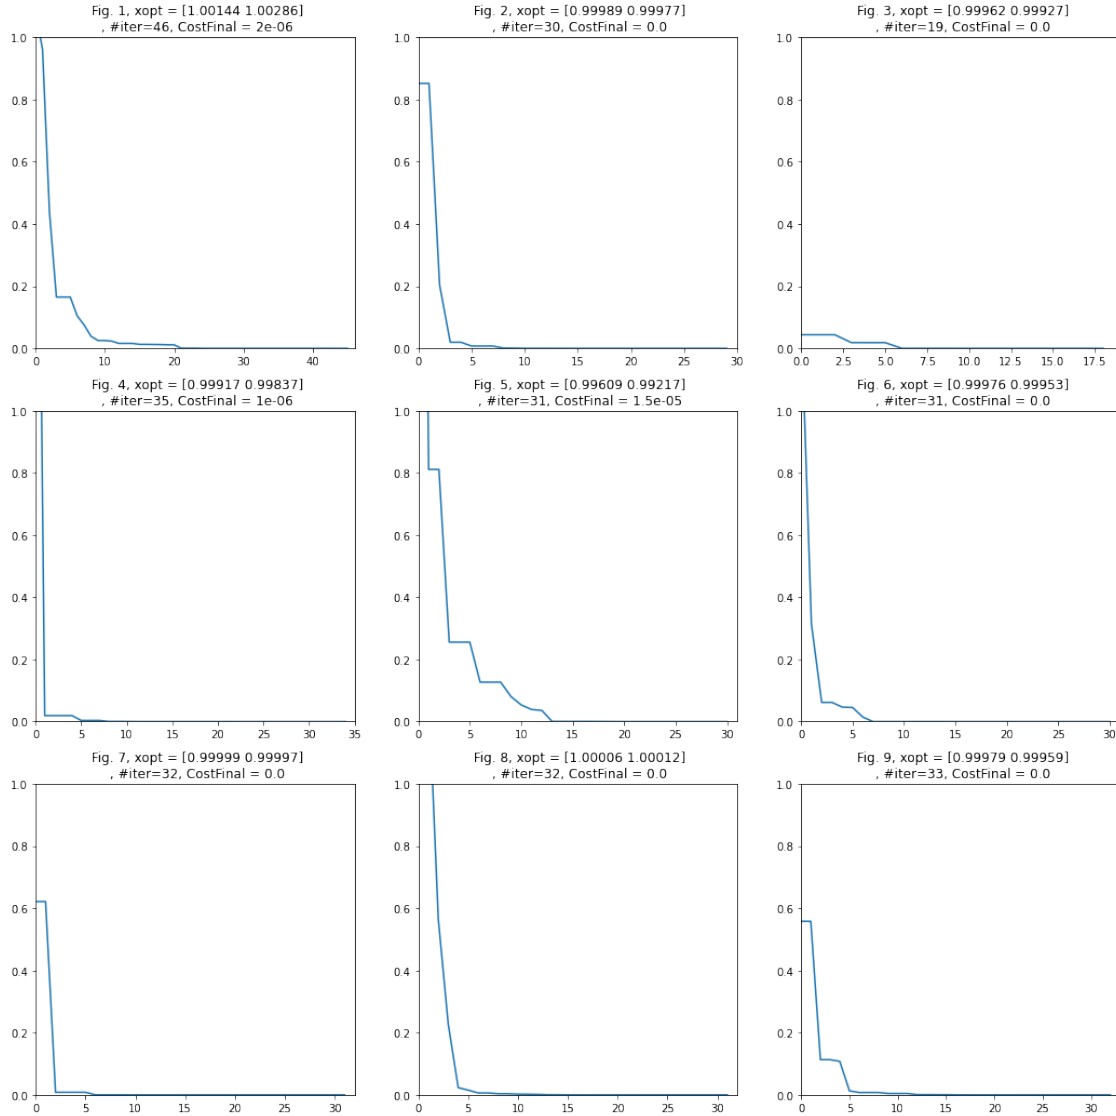 Fig. 1, xopt = [1.00144 1.00286]
, #iter=46, CostFinal = 2e-06
1.0
0.8
0.6
0.4
0.2
0.0
0 10 20 30 40
Fig. 2, xopt = [0.99989 0.99977]
, #iter=30, CostFinal = 0.0
1.0
0.8
0.6
0.4
0.2
0.0
0 5 10 15 20 25 30
Fig. 3, xopt = [0.99962 0.99927]
, #iter=19, CostFinal = 0.0
1.0
0.8
0.6
0.4
0.2
0.0
0.0 2.5 5.0 7.5 10.0 12.5 15.0 17.5
Fig. 4, xopt = [0.99917 0.99837]
, #iter=35, CostFinal = 1e-06
1.0
0.8
0.6
0.4
0.2
0.0
0 5 10 15 20 25 30 35
Fig. 5, xopt = [0.99609 0.99217]
, #iter=31, CostFinal = 1.5e-05
1.0
0.8
0.6
0.4
0.2
0.0
0 5 10 15 20 25 30
Fig. 6, xopt = [0.99976 0.99953]
, #iter=31, CostFinal = 0.0
1.0
0.8
0.6
0.4
0.2
0.0
0 5 10 15 20 25 30
Fig. 7, xopt = [0.99999 0.99997]
, #iter=32, CostFinal = 0.0
1.0
0.8
0.6
0.4
0.2
0.0
0 5 10 15 20 25 30
Fig. 8, xopt = [1.00006 1.00012]
, #iter=32, CostFinal = 0.0
1.0
0.8
0.6
0.4
0.2
0.0
0 5 10 15 20 25 30
Fig. 9, xopt = [0.99979 0.99959]
, #iter=33, CostFinal = 0.0
1.0
0.8
0.6
0.4
0.2
0.0
0 5 10 15 20 25 30